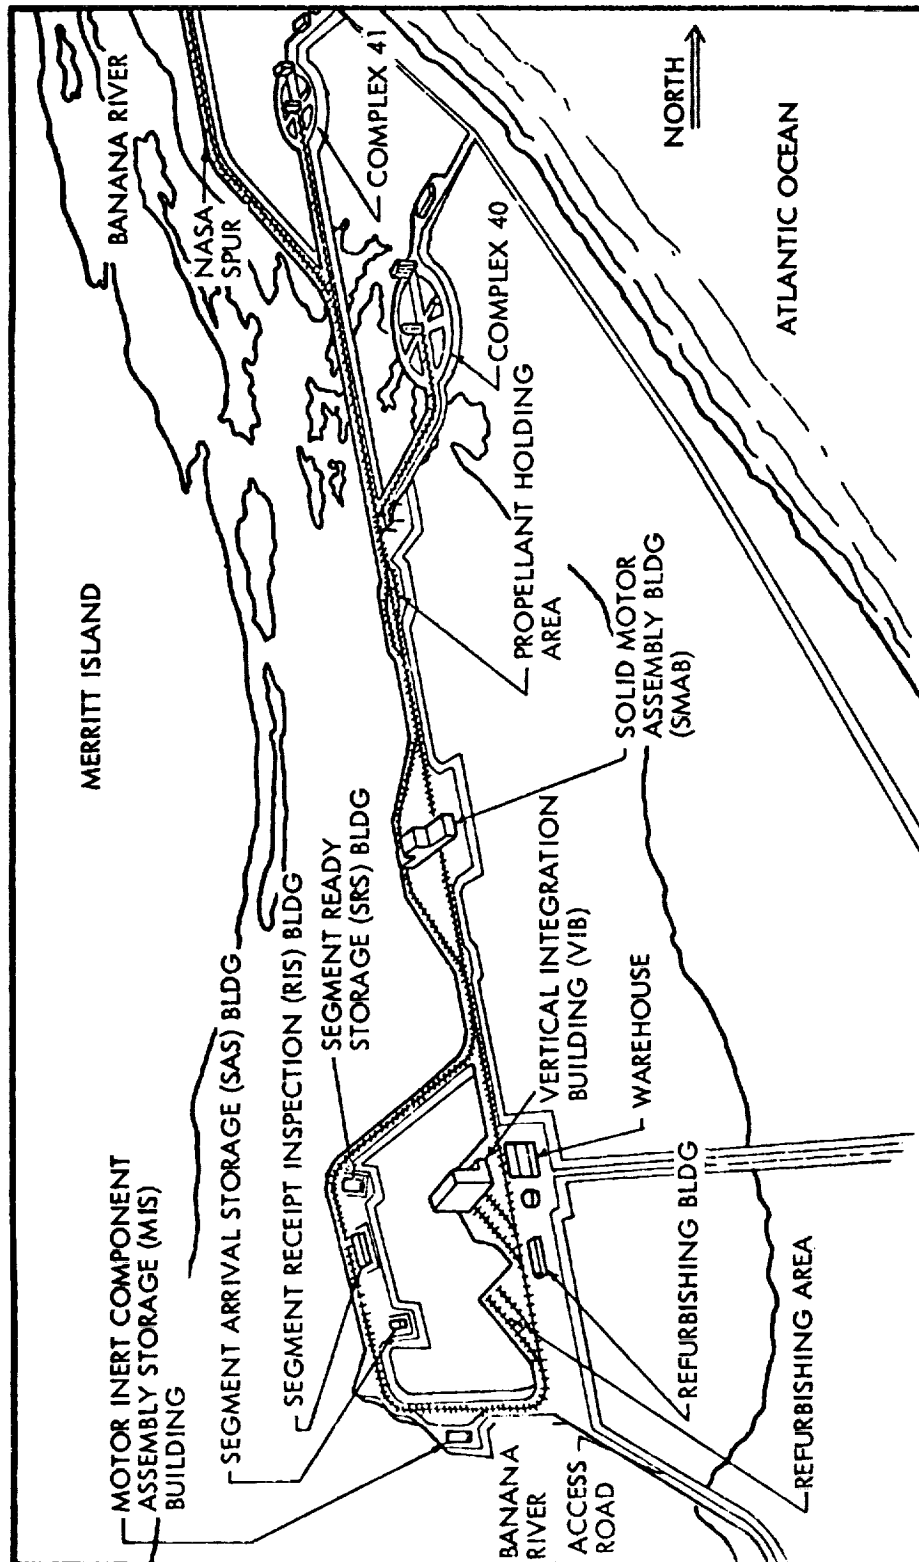 MERRITT ISLAND
BANANA RIVER
NASA
SPUR
COMPLEX 41
COMPLEX 40
NORTH
ATLANTIC OCEAN
PROPELLANT HOLDING
AREA
SOLID MOTOR
ASSEMBLY BLDG
(SMAB)
MOTOR INERT COMPONENT
ASSEMBLY STORAGE (MIS)
BUILDING
SEGMENT ARRIVAL STORAGE (SAS) BLDG
SEGMENT RECEIPT INSPECTION (RIS) BLDG
SEGMENT READY
STORAGE (SRS) BLDG
VERTICAL INTEGRATION
BUILDING (VIB)
WAREHOUSE
REFURBISHING BLDG
REFURBISHING AREA
BANANA
RIVER
ACCESS
ROAD